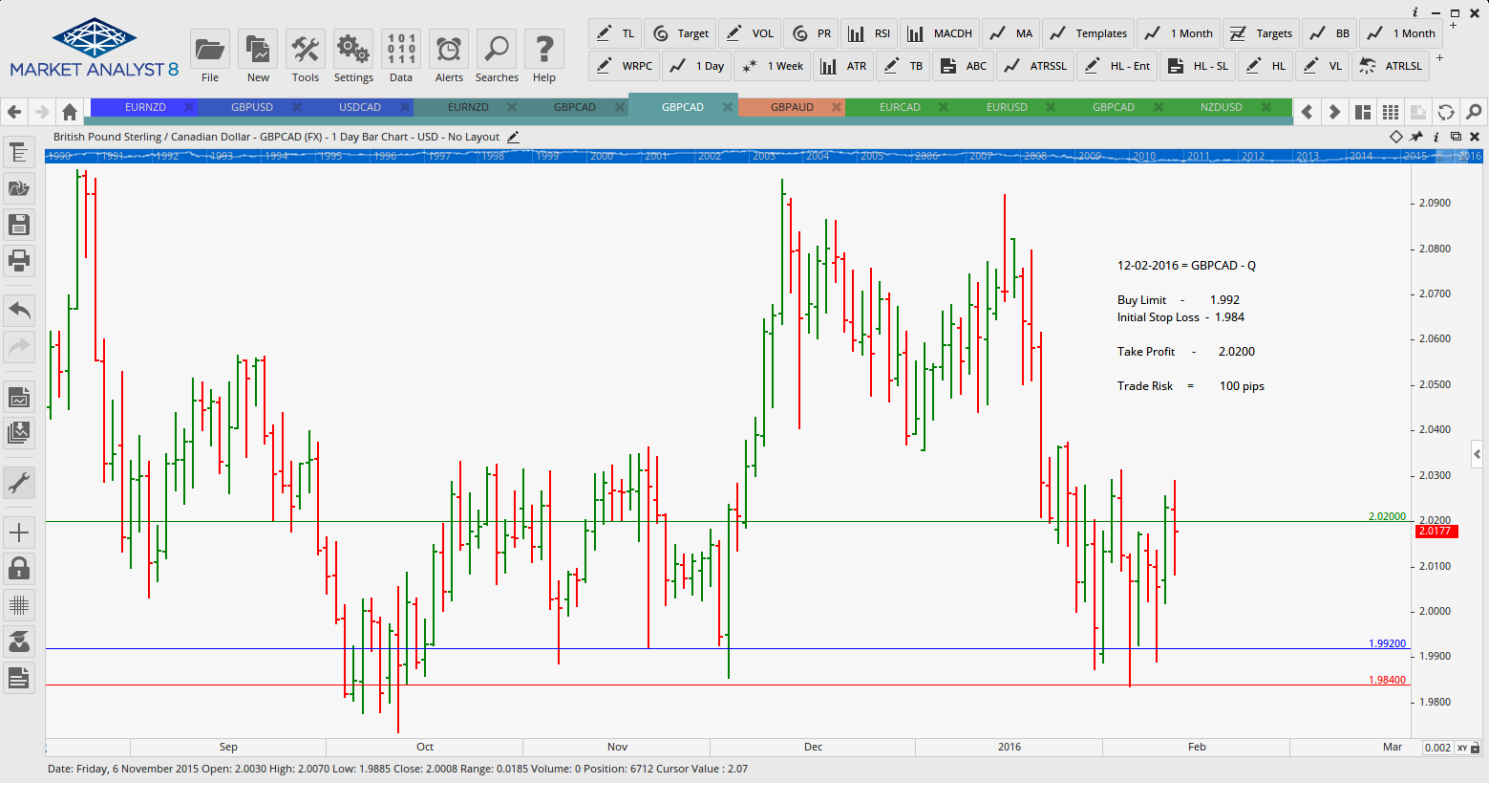 i
TL Target VOL PR RSI MACDH MA Templates 1 Month Targets BB 1 Month
MARKET ANALYST 8
File New Tools Settings Data Alerts Searches Help
WRPC 1 Day 1 Week ATR TB ABC ATRSSL HL - Ent HL - SL HL VL ATRLSL
EURNZD GBPUSD USDCAD EURNZD GBPCAD GBPCAD GBPAUD EURCAD EURUSD GBPCAD NZDUSD
British Pound Sterling / Canadian Dollar - GBPCAD (FX) - 1 Day Bar Chart - USD - No Layout
1990 1991 1992 1993 1994 1995 1996 1997 1998 1999 2000 2001 2002 2003 2004 2005 2006 2007 2008 2009 2010 2011 2012 2013 2014 2015 2016
2.0900
2.0800
12-02-2016 = GBPCAD - Q
2.0700
Buy Limit - 1.992
Initial Stop Loss - 1.984
2.0600
Take Profit - 2.0200
2.0500
Trade Risk = 100 pips
2.0400
2.0300
2.02000
2.0200
2.0177
2.0100
2.0000
1.99200
1.9900
1.98400
1.9800
Sep Oct Nov Dec 2016 Feb Mar 0.002 XY
Date: Friday, 6 November 2015 Open: 2.0030 High: 2.0070 Low: 1.9885 Close: 2.0008 Range: 0.0185 Volume: 0 Position: 6712 Cursor Value : 2.07